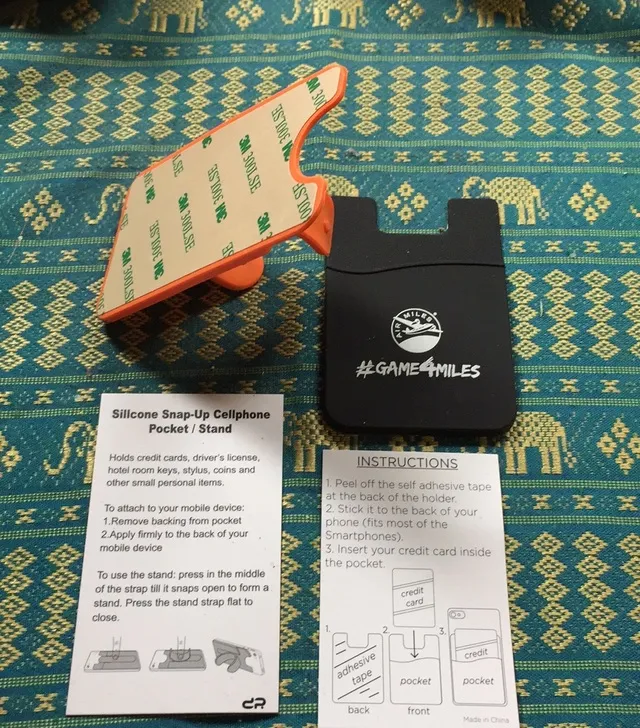 3M 300LSE
3M 300LSE
3M 300LSE
3M 300LSE
3M 300LSE
3M 300LSE
AIR MILES
#GAME4MILES
Silicone Snap-Up Cellphone
Pocket / Stand
Holds credit cards, driver's license,
hotel room keys, stylus, coins and
other small personal items.
To attach to your mobile device:
1.Remove backing from pocket
2.Apply firmly to the back of your
mobile device
To use the stand: press in the middle
of the strap till it snaps open to form a
stand. Press the stand strap flat to
close.
INSTRUCTIONS
1. Peel off the self adhesive tape
at the back of the holder.
2. Stick it to the back of your
phone (fits most of the
Smartphones).
3. Insert your credit card inside
the pocket.
credit
card
1.
2.
3.
adhesive
tape
pocket
credit
pocket
back
front
Made in China